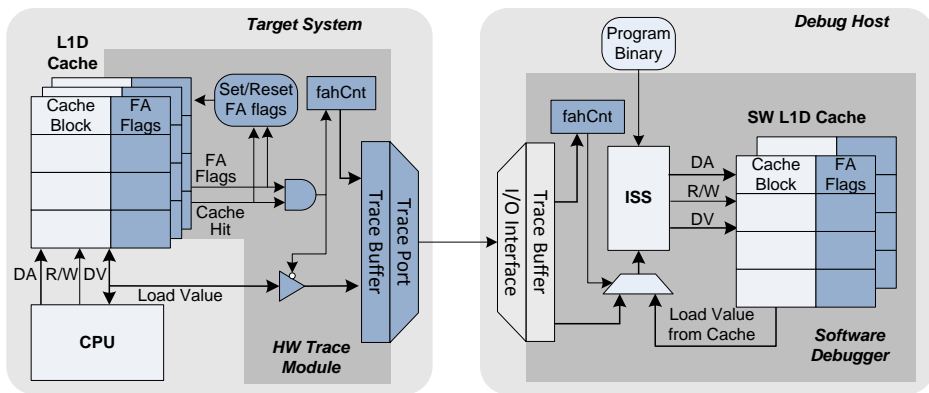 Target System
L1D
Cache
Cache
Block
FA
Flags
Set/Reset
FA flags
fahCnt
FA
Flags
Cache
Hit
DA
R/W
DV
Load Value
CPU
HW Trace
Module
Trace Buffer
Trace Port
Debug Host
Program
Binary
fahCnt
I/O Interface
Trace Buffer
ISS
DA
R/W
DV
SW L1D Cache
Cache
Block
FA
Flags
Load Value
from Cache
Software
Debugger